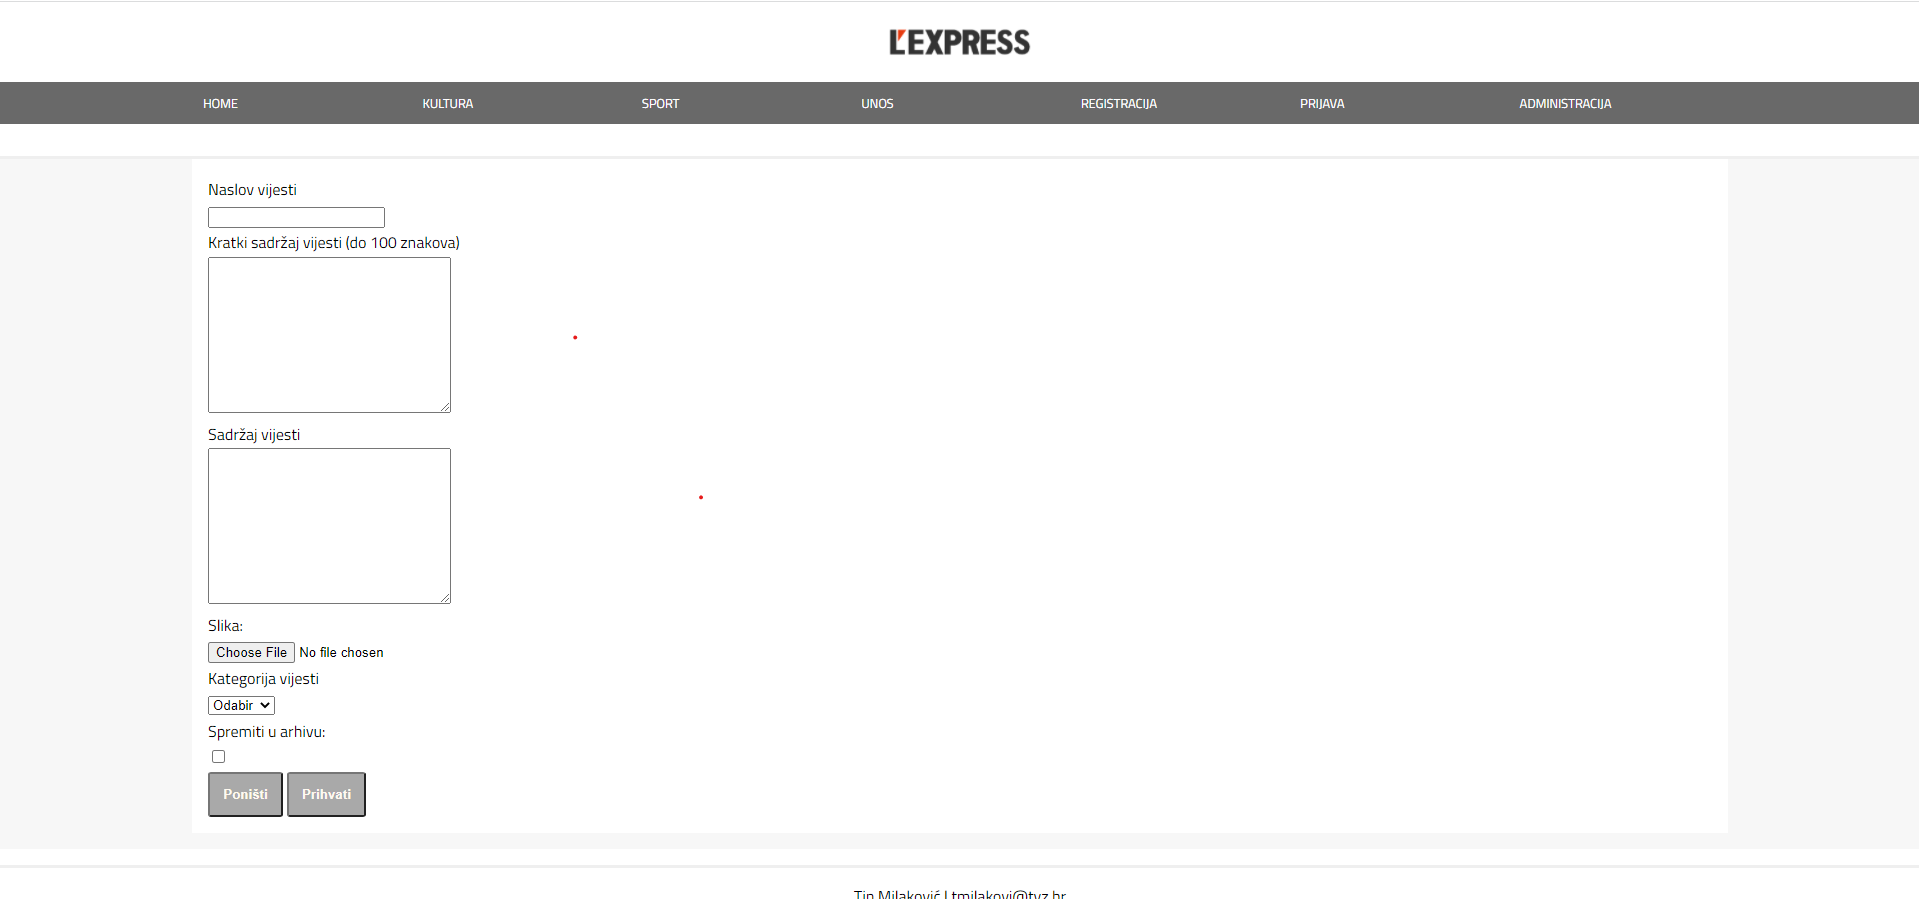 L'EXPRESS
HOME KULTURA SPORT UNOS REGISTRACIJA PRIJAVA ADMINISTRACIJA
Naslov vijesti
Kratki sadržaj vijesti (do 100 znakova)
Sadržaj vijesti
Slika:
Choose File No file chosen
Kategorija vijesti
Odabir
Spremiti u arhivu:
Poništi Prihvati
Tin Milaković | tmilakovi@tvz.hr